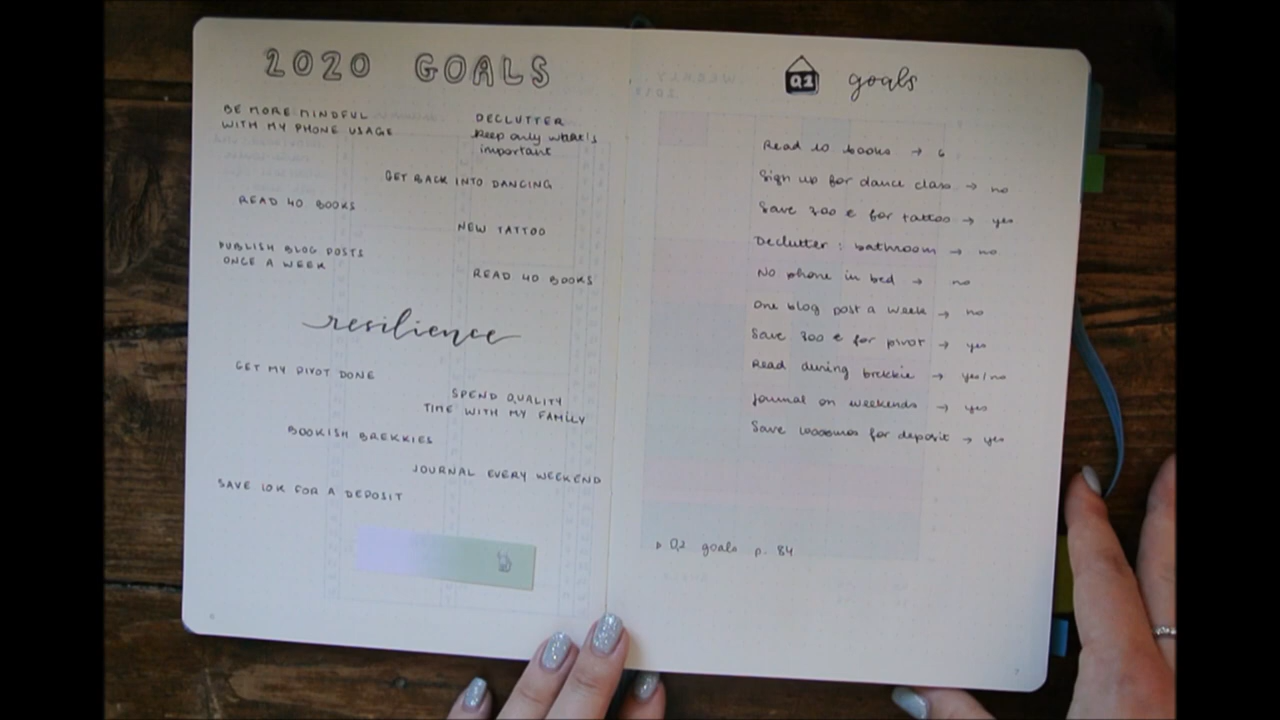 2020 GOALS
BE MORE MINDFUL
WITH MY PHONE USAGE
DECLUTTER
keep only what's
important
GET BACK INTO DANCING
READ 40 BOOKS
NEW TATTOO
PUBLISH BLOG POSTS
ONCE A WEEK
READ 40 BOOKS
resilience
GET MY PIVOT DONE
SPEND QUALITY
TIME WITH MY FAMILY
BOOKISH BREKKIES
JOURNAL EVERY WEEKEND
SAVE 10K FOR A DEPOSIT
Q1 goals
Read 10 books → 6
Sign up for dance class → no
Save 300 € for tattoo → yes
Declutter: bathroom → no
No phone in bed → no
One blog post a week → no
Save 300 € for pivot → yes
Read during brekkie → yes/no
Journal on weekends → yes
Save for deposit → yes
Q2 goals p. 84